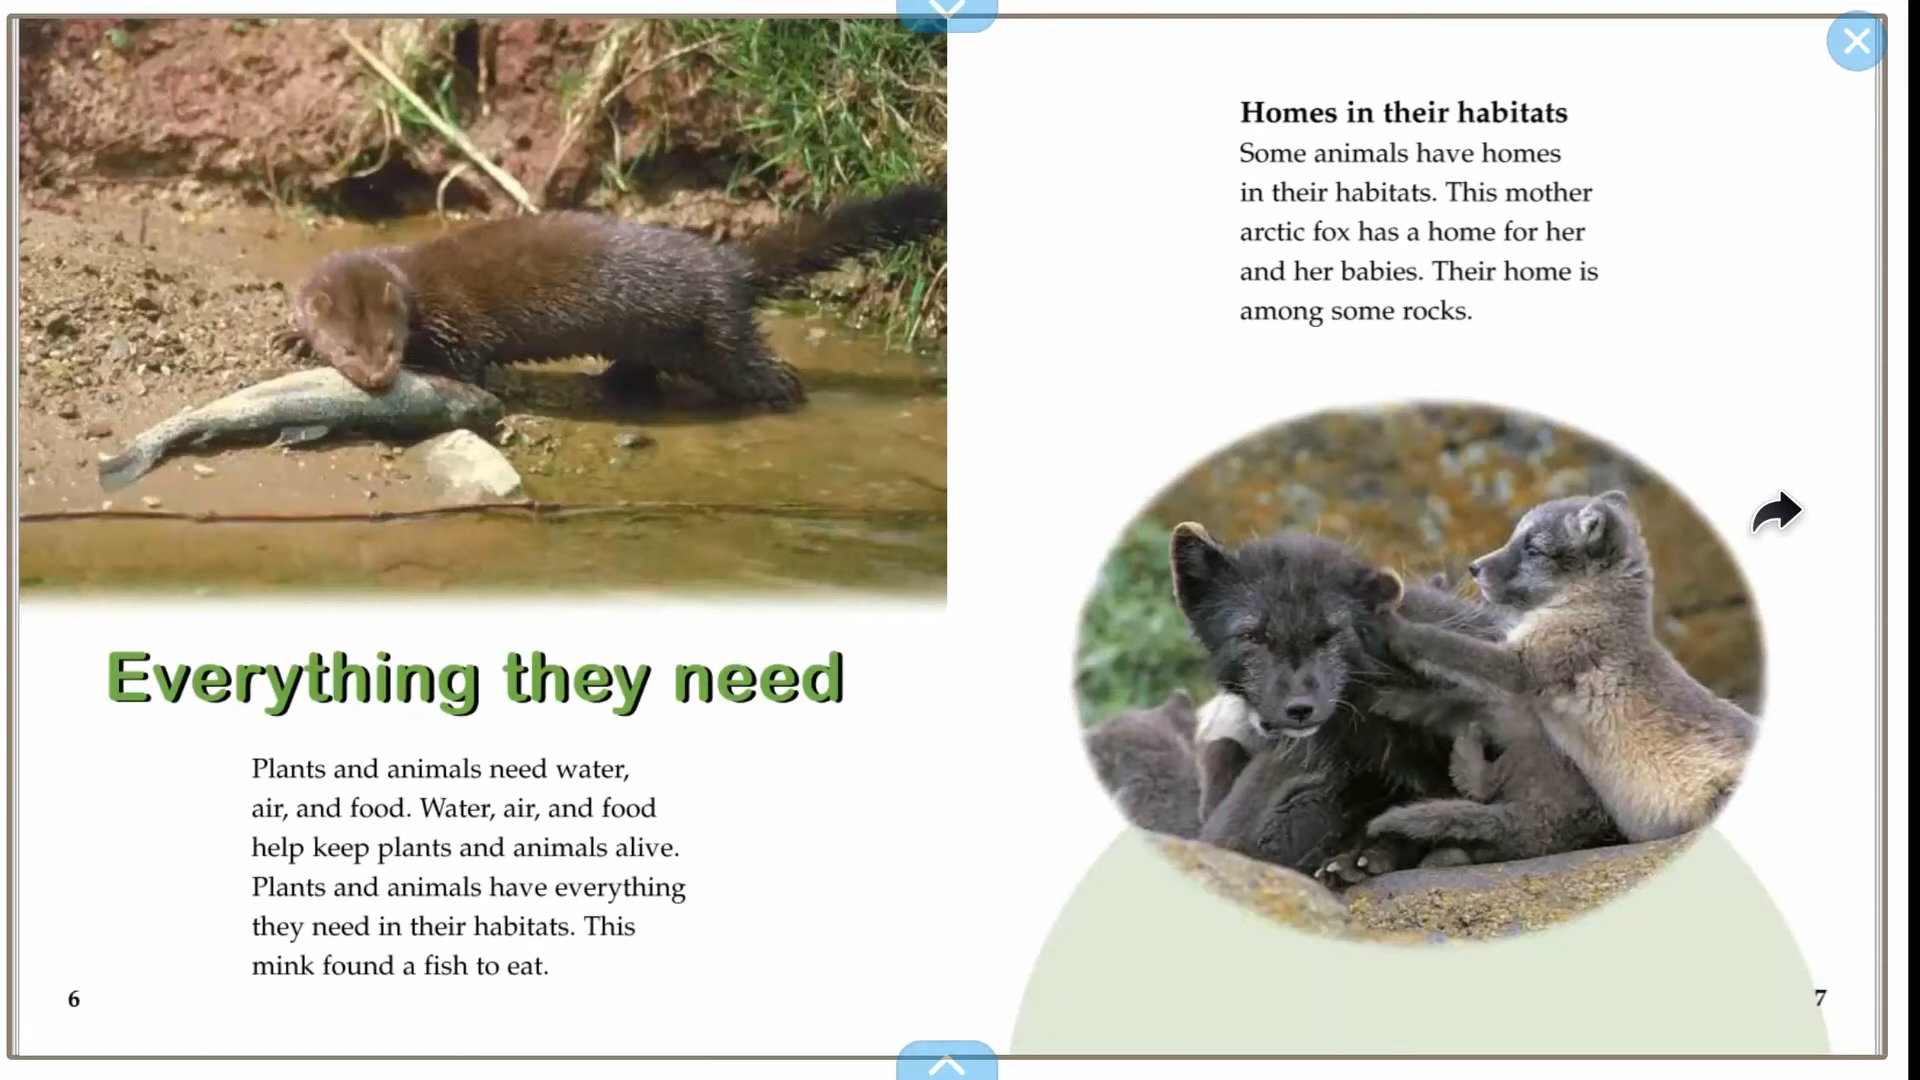 Everything they need
Plants and animals need water,
air, and food. Water, air, and food
help keep plants and animals alive.
Plants and animals have everything
they need in their habitats. This
mink found a fish to eat.
6
Homes in their habitats
Some animals have homes
in their habitats. This mother
arctic fox has a home for her
and her babies. Their home is
among some rocks.
7